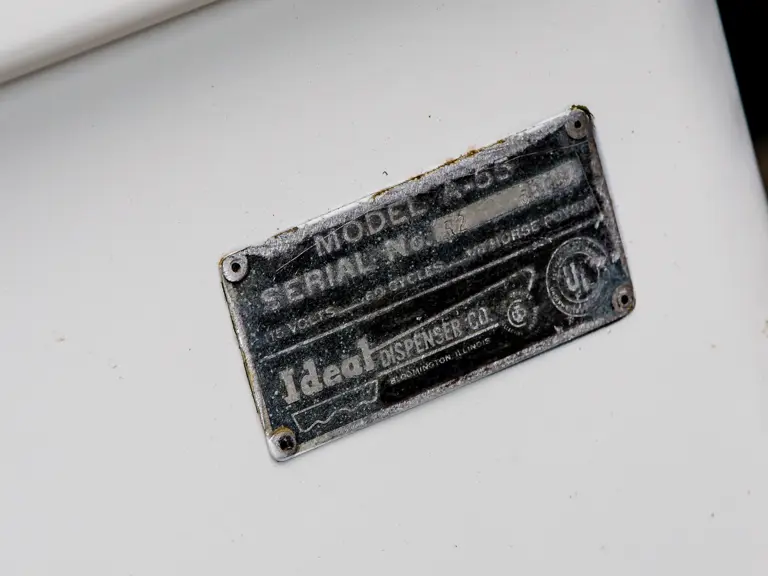 MODEL A-55
SERIAL No.
115 VOLTS 60 CYCLES HORSE POWER
Ideal DISPENSER CO.
BLOOMINGTON, ILLINOIS
UL